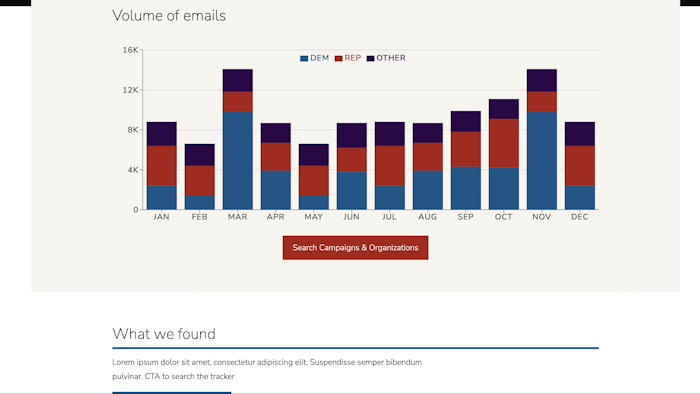 Volume of emails
DEM REP OTHER
16K
12K
8K
4K
0
JAN FEB MAR APR MAY JUN JUL AUG SEP OCT NOV DEC
Search Campaigns & Organizations
What we found
Lorem ipsum dolor sit amet, consectetur adipiscing elit. Suspendisse semper bibendum
pulvinar. CTA to search the tracker